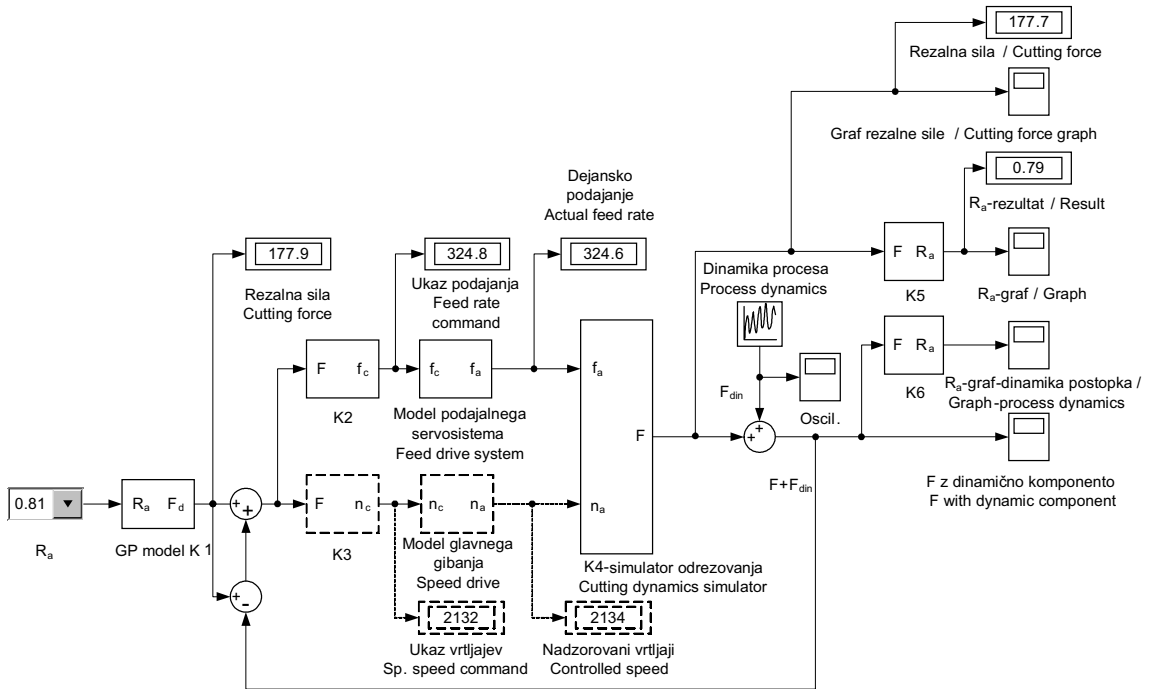 177.7
Rezalna sila / Cutting force
Graf rezalne sile / Cutting force graph
0.79
Ra-rezultat / Result
Dejansko
podajanje
Actual feed rate
177.9
Rezalna sila
Cutting force
324.8
Ukaz podajanja
Feed rate
command
324.6
Dinamika procesa
Process dynamics
F Ra
K5
Ra-graf / Graph
F Ra
K6
Ra-graf-dinamika postopka /
Graph-process dynamics
Fdin
Oscil.
F fc
K2
fc fa
Model podajalnega
servosistema
Feed drive system
fa
F
na
K4-simulator odrezovanja
Cutting dynamics simulator
+
+
F+Fdin
F z dinamično komponento
F with dynamic component
0.81
Ra
Ra Fd
GP model K 1
+
+
+
-
F nc
K3
nc na
Model glavnega
gibanja
Speed drive
2132
Ukaz vrtljajev
Sp. speed command
2134
Nadzorovani vrtljaji
Controlled speed